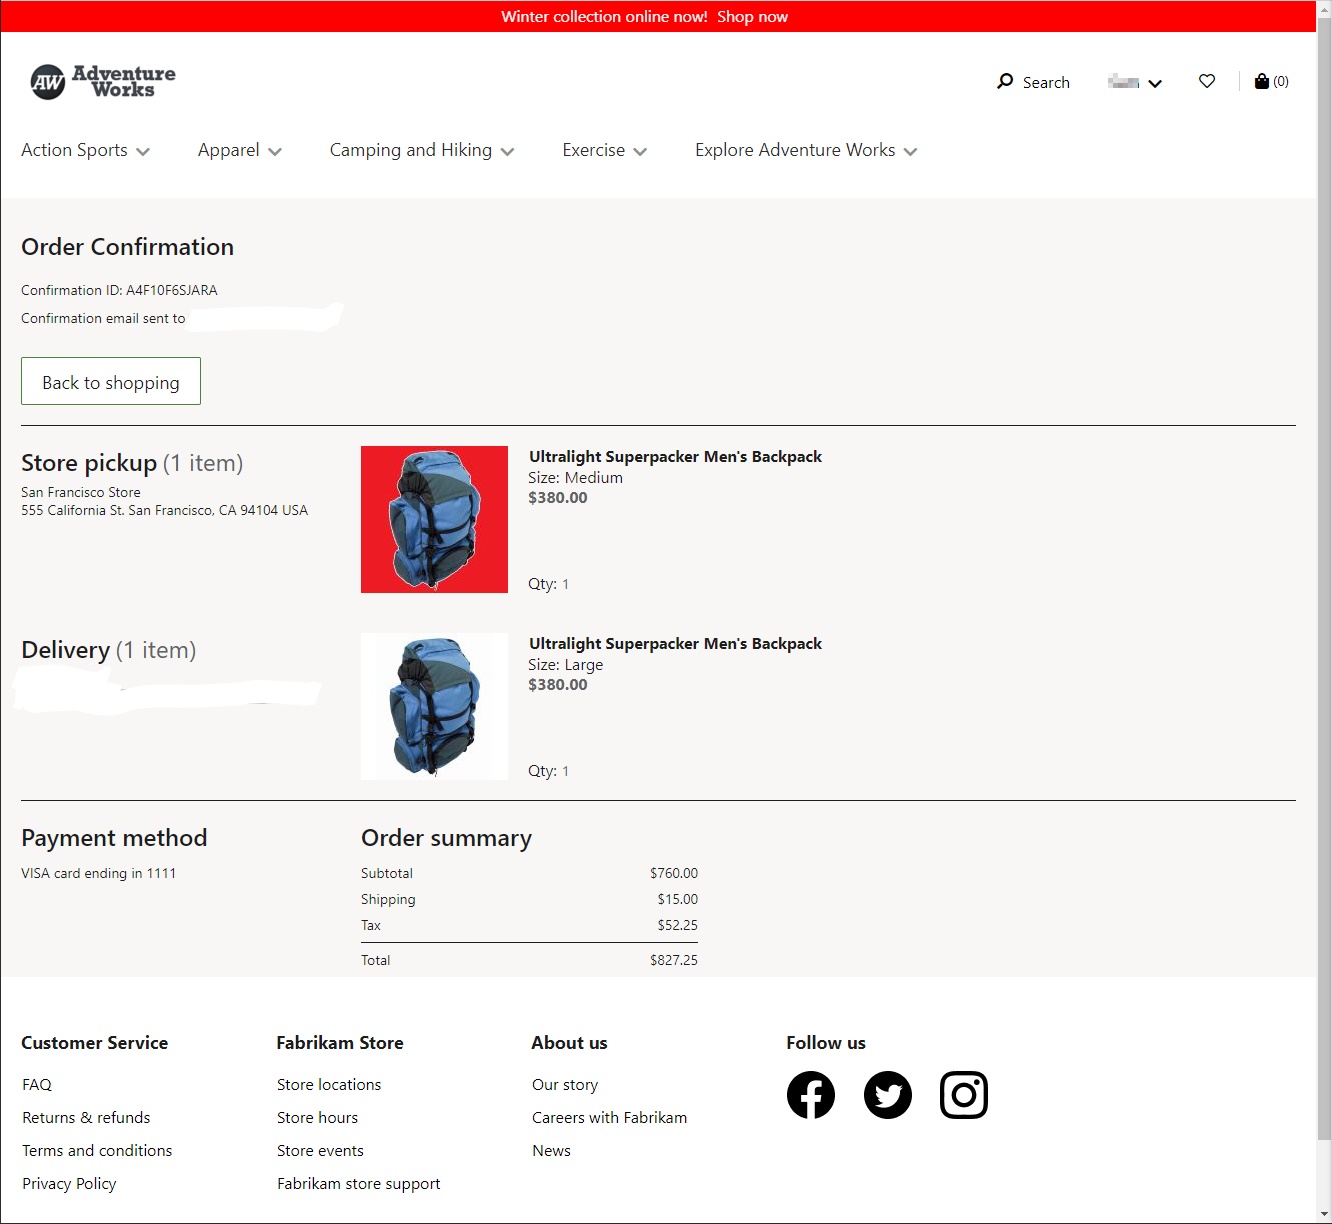 Winter collection online now! Shop now
AW Adventure Works
Search
(0)
Action Sports
Apparel
Camping and Hiking
Exercise
Explore Adventure Works
Order Confirmation
Confirmation ID: A4F10F6SJARA
Confirmation email sent to
Back to shopping
Store pickup (1 item)
San Francisco Store
555 California St. San Francisco, CA 94104 USA
Ultralight Superpacker Men's Backpack
Size: Medium
$380.00
Qty: 1
Delivery (1 item)
Ultralight Superpacker Men's Backpack
Size: Large
$380.00
Qty: 1
Payment method
VISA card ending in 1111
Order summary
Subtotal $760.00
Shipping $15.00
Tax $52.25
Total $827.25
Customer Service
FAQ
Returns & refunds
Terms and conditions
Privacy Policy
Fabrikam Store
Store locations
Store hours
Store events
Fabrikam store support
About us
Our story
Careers with Fabrikam
News
Follow us